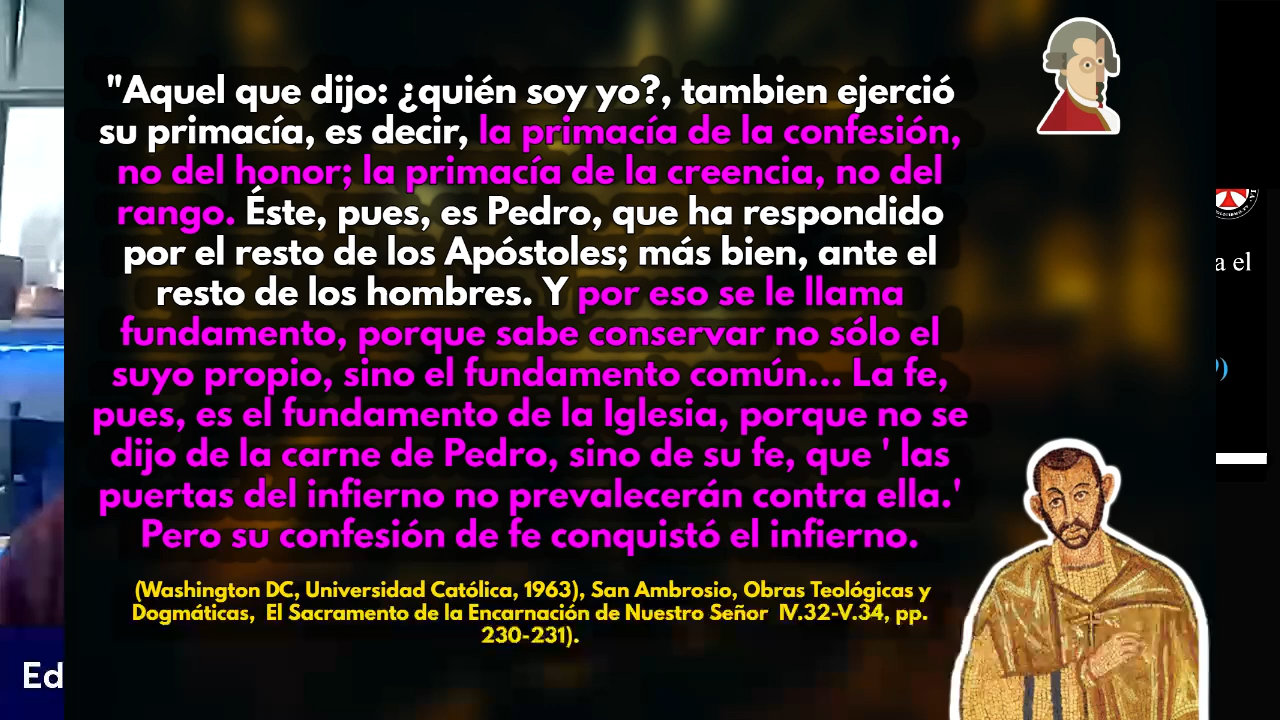 "Aquel que dijo: ¿quién soy yo?, tambien ejerció
su primacía, es decir, la primacía de la confesión,
no del honor; la primacía de la creencia, no del
rango. Éste, pues, es Pedro, que ha respondido
por el resto de los Apóstoles; más bien, ante el
resto de los hombres. Y por eso se le llama
fundamento, porque sabe conservar no sólo el
suyo propio, sino el fundamento común... La fe,
pues, es el fundamento de la Iglesia, porque no se
dijo de la carne de Pedro, sino de su fe, que ' las
puertas del infierno no prevalecerán contra ella.'
Pero su confesión de fe conquistó el infierno.
(Washington DC, Universidad Católica, 1963), San Ambrosio, Obras Teológicas y
Dogmáticas, El Sacramento de la Encarnación de Nuestro Señor IV.32-V.34, pp.
230-231).
a el
)
Ed